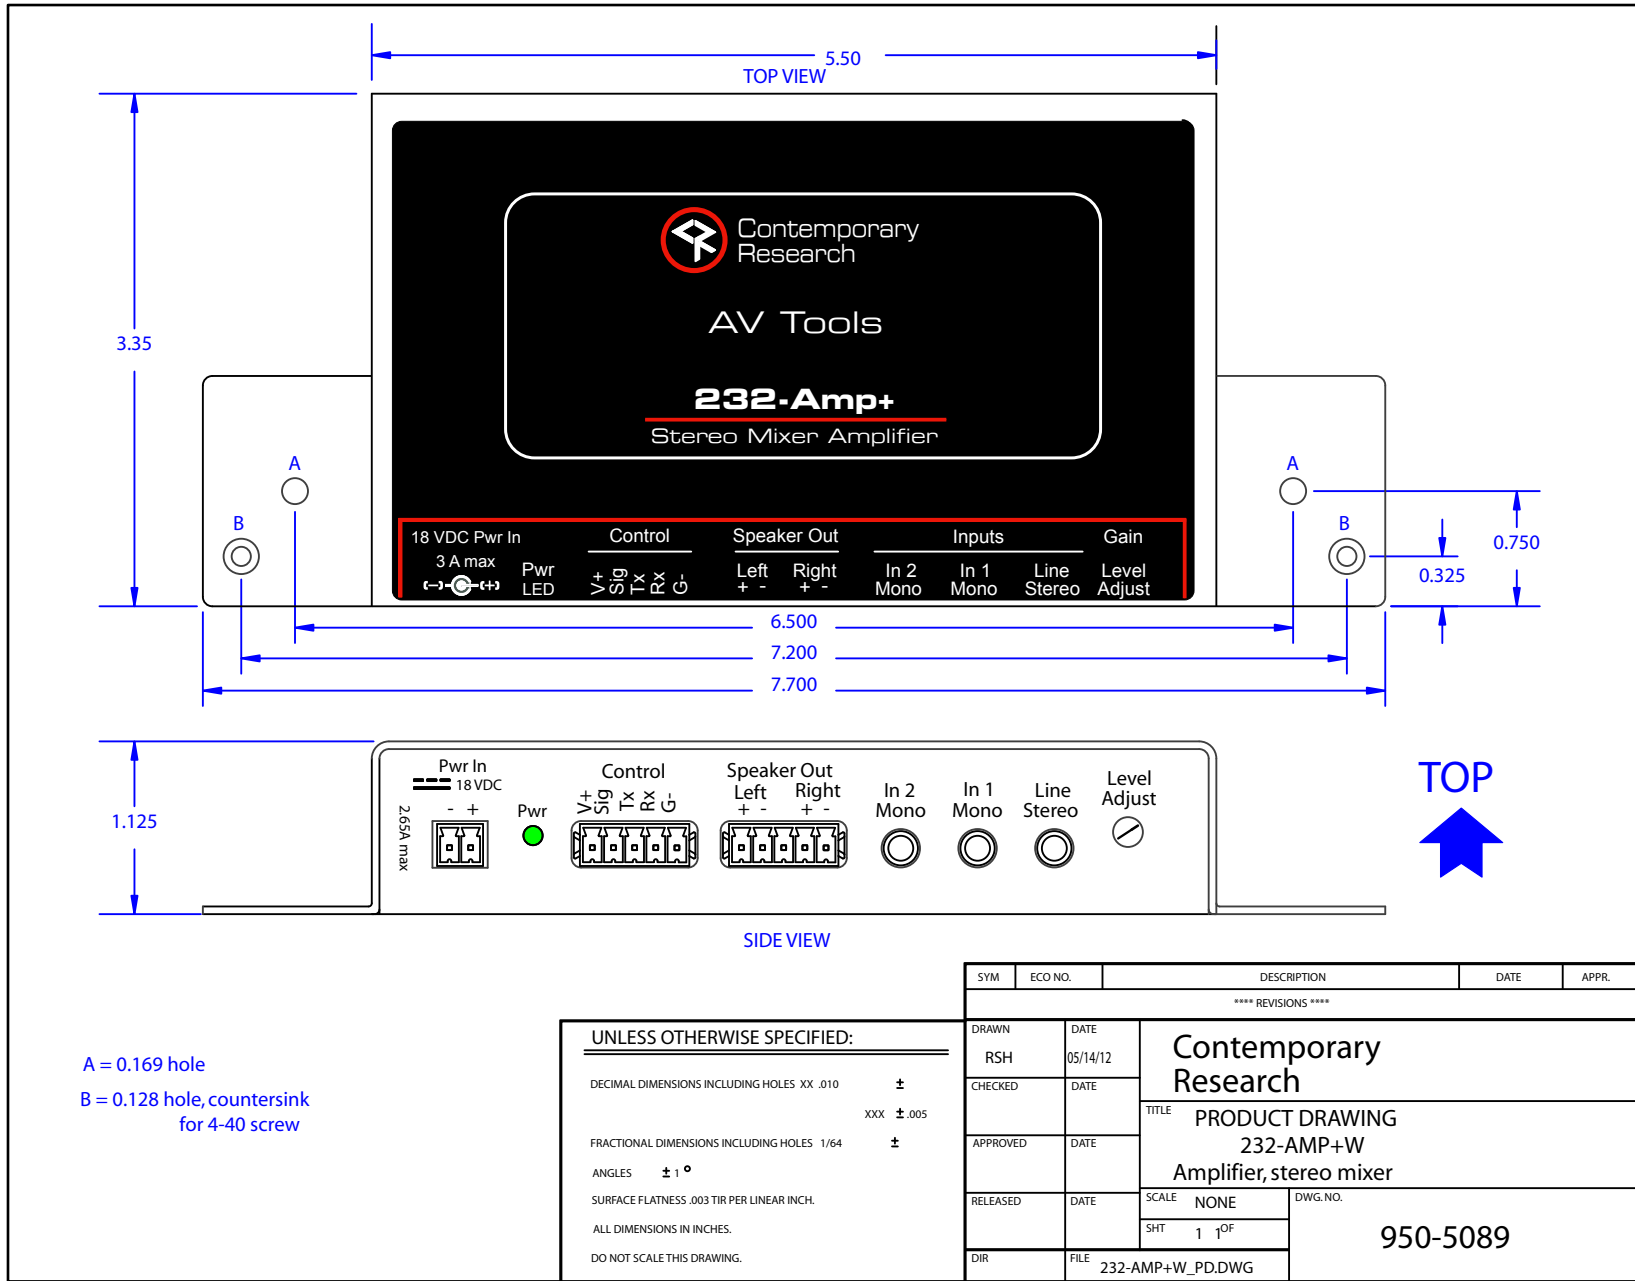 5.50
TOP VIEW
Contemporary
Research
AV Tools
3.35
232-Amp+
Stereo Mixer Amplifier
A
A
B
B
18 VDC Pwr In
Control
Speaker Out
Inputs
Gain
0.750
3 A max
(-) (+)
Pwr
LED
V+
Sig
Tx
Rx
G-
Left
+ -
Right
+ -
In 2
Mono
In 1
Mono
Line
Stereo
Level
Adjust
0.325
6.500
7.200
7.700
1.125
Pwr In
18 VDC
- +
2.65A max
Pwr
Control
V+
Sig
Tx
Rx
G-
Speaker Out
Left
+ -
Right
+ -
In 2
Mono
In 1
Mono
Line
Stereo
Level
Adjust
TOP
SIDE VIEW
A = 0.169 hole
B = 0.128 hole, countersink
for 4-40 screw
UNLESS OTHERWISE SPECIFIED:
DECIMAL DIMENSIONS INCLUDING HOLES XX .010 ±
XXX ± .005
FRACTIONAL DIMENSIONS INCLUDING HOLES 1/64 ±
ANGLES ± 1 °
SURFACE FLATNESS .003 TIR PER LINEAR INCH.
ALL DIMENSIONS IN INCHES.
DO NOT SCALE THIS DRAWING.
SYM ECO NO. DESCRIPTION DATE APPR.
**** REVISIONS ****
DRAWN
RSH
DATE
05/14/12
Contemporary
Research
CHECKED
DATE
TITLE PRODUCT DRAWING
232-AMP+W
Amplifier, stereo mixer
APPROVED
DATE
RELEASED
DATE
SCALE NONE
SHT 1 1 OF
DWG. NO.
950-5089
DIR
FILE 232-AMP+W_PD.DWG